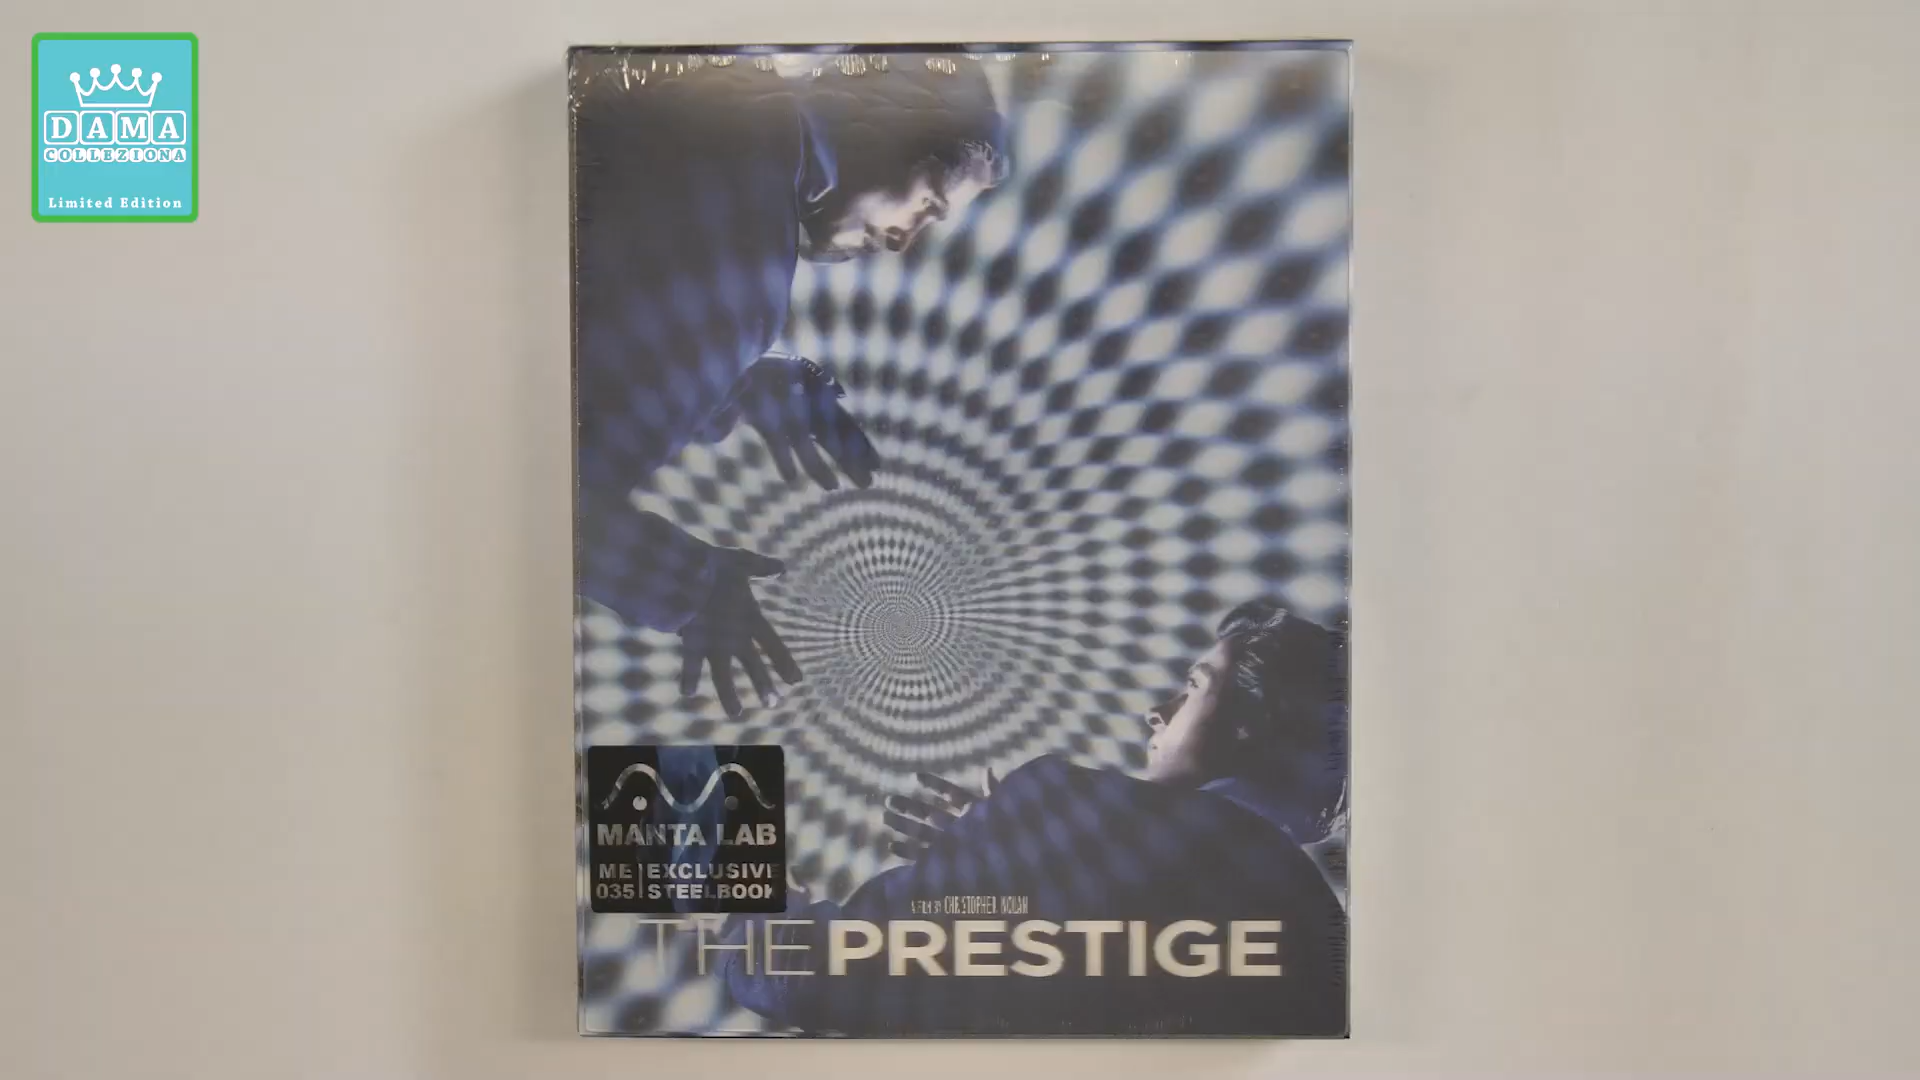 DAMA
COLLEZIONA
Limited Edition
MANTA LAB
ME EXCLUSIVE
035 STEELBOOK
A FILM BY CHRISTOPHER NOLAN
THE PRESTIGE